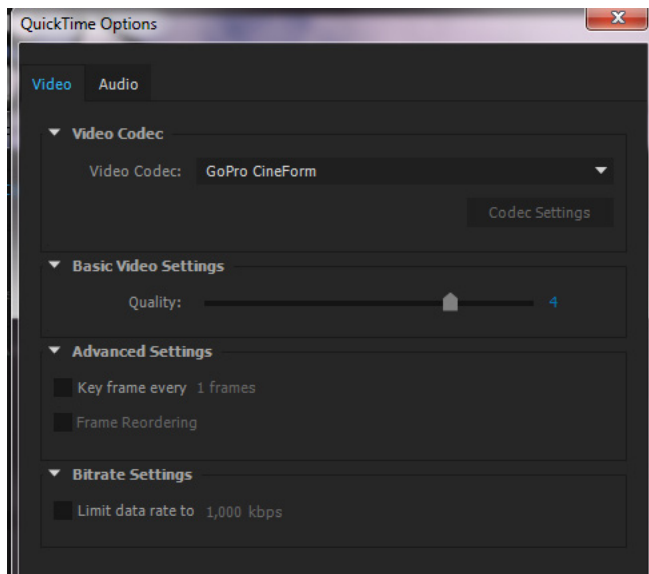 QuickTime Options
Video Audio
Video Codec
Video Codec: GoPro CineForm
Codec Settings
Basic Video Settings
Quality: 4
Advanced Settings
Key frame every 1 frames
Frame Reordering
Bitrate Settings
Limit data rate to 1,000 kbps